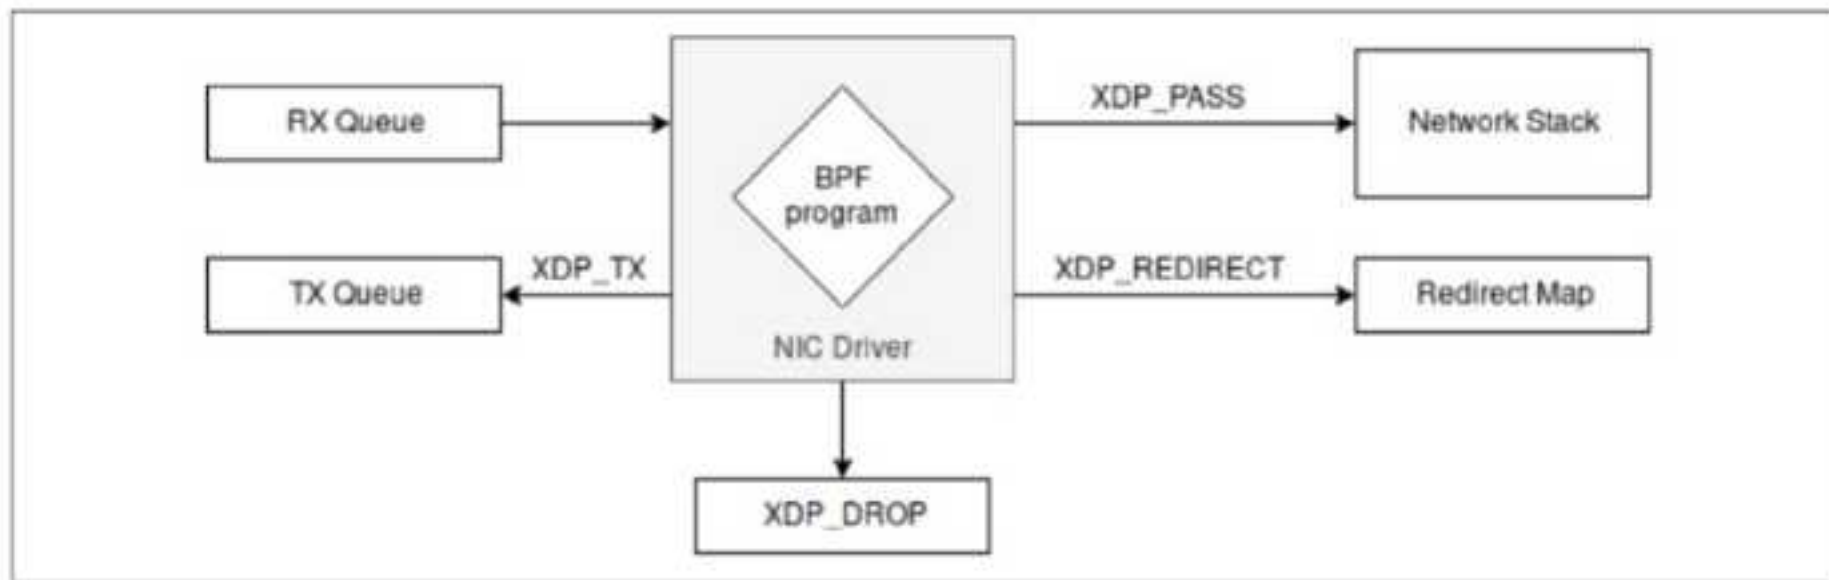 RX Queue
XDP_PASS
Network Stack
BPF
program
TX Queue
XDP_TX
XDP_REDIRECT
Redirect Map
NIC Driver
XDP_DROP